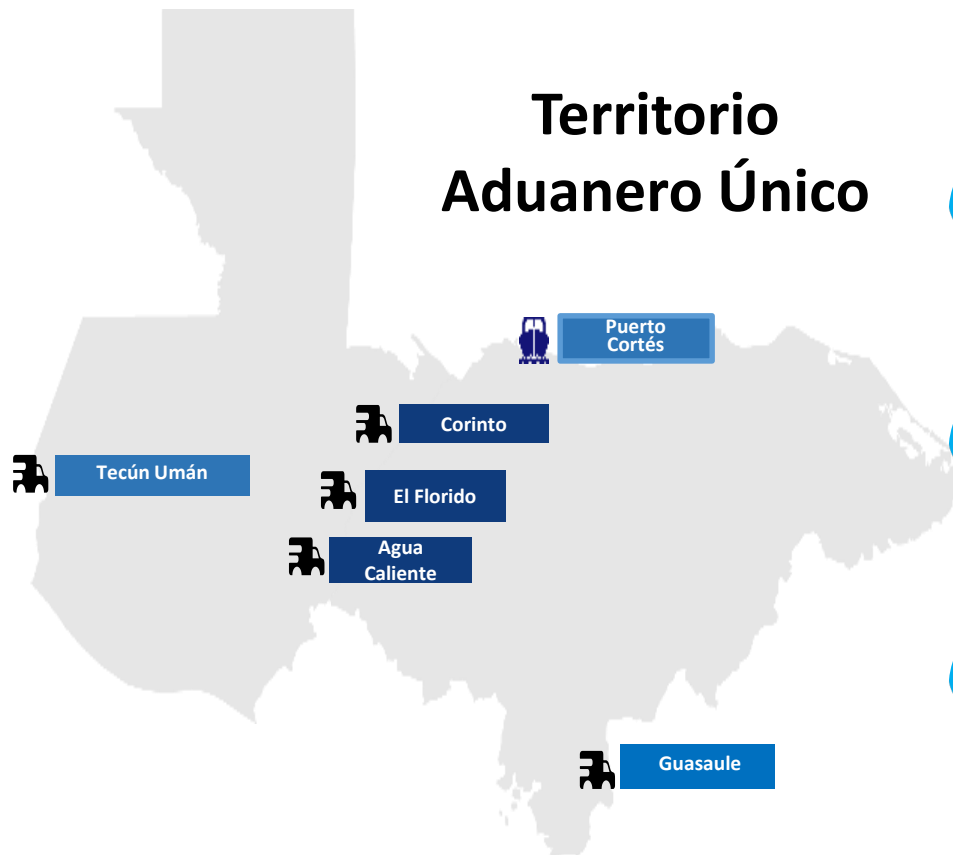 Territorio
Aduanero Único
Puerto
Cortés
Corinto
Tecún Umán
El Florido
Agua
Caliente
Guasaule